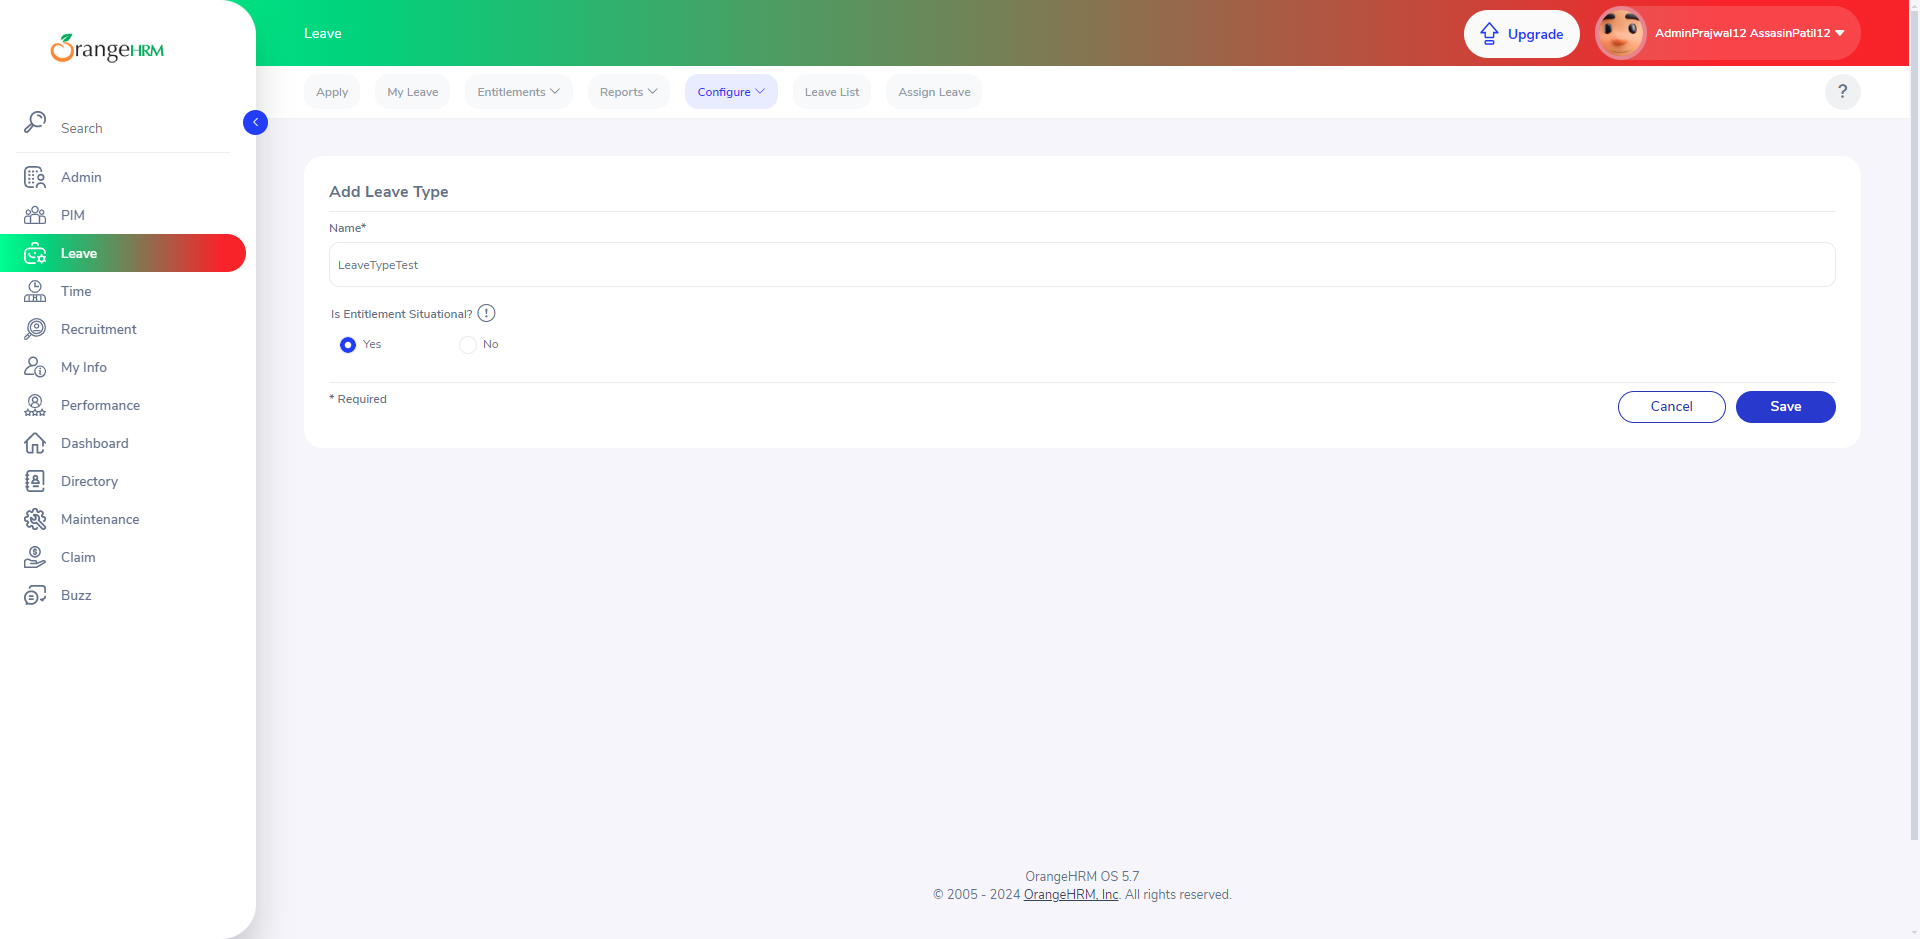 OrangeHRM
Leave
Upgrade
AdminPrajwal12 AssasinPatil12
Apply
My Leave
Entitlements
Reports
Configure
Leave List
Assign Leave
?
Search
Admin
PIM
Leave
Time
Recruitment
My Info
Performance
Dashboard
Directory
Maintenance
Claim
Buzz
Add Leave Type
Name*
LeaveTypeTest
Is Entitlement Situational? !
Yes
No
* Required
Cancel
Save
OrangeHRM OS 5.7
© 2005 - 2024 OrangeHRM, Inc. All rights reserved.